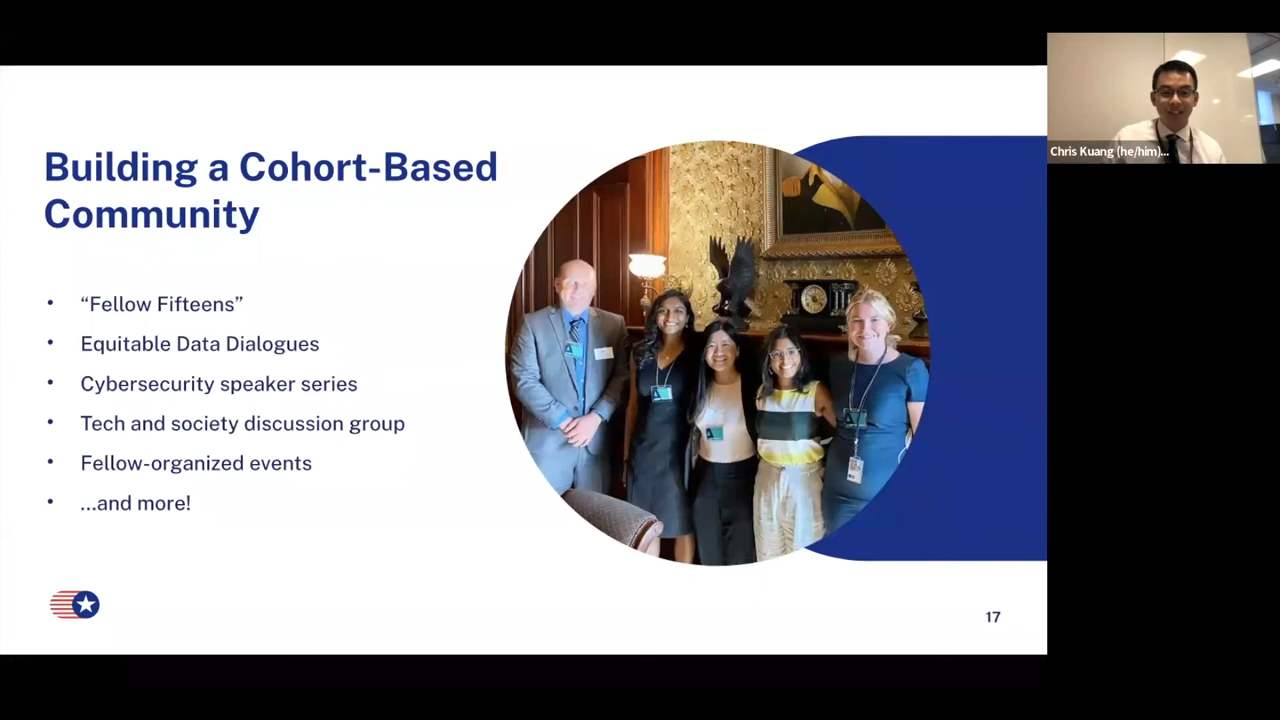 Building a Cohort-Based
Community
• “Fellow Fifteens”
• Equitable Data Dialogues
• Cybersecurity speaker series
• Tech and society discussion group
• Fellow-organized events
• ...and more!
17
Chris Kuang (he/him)...